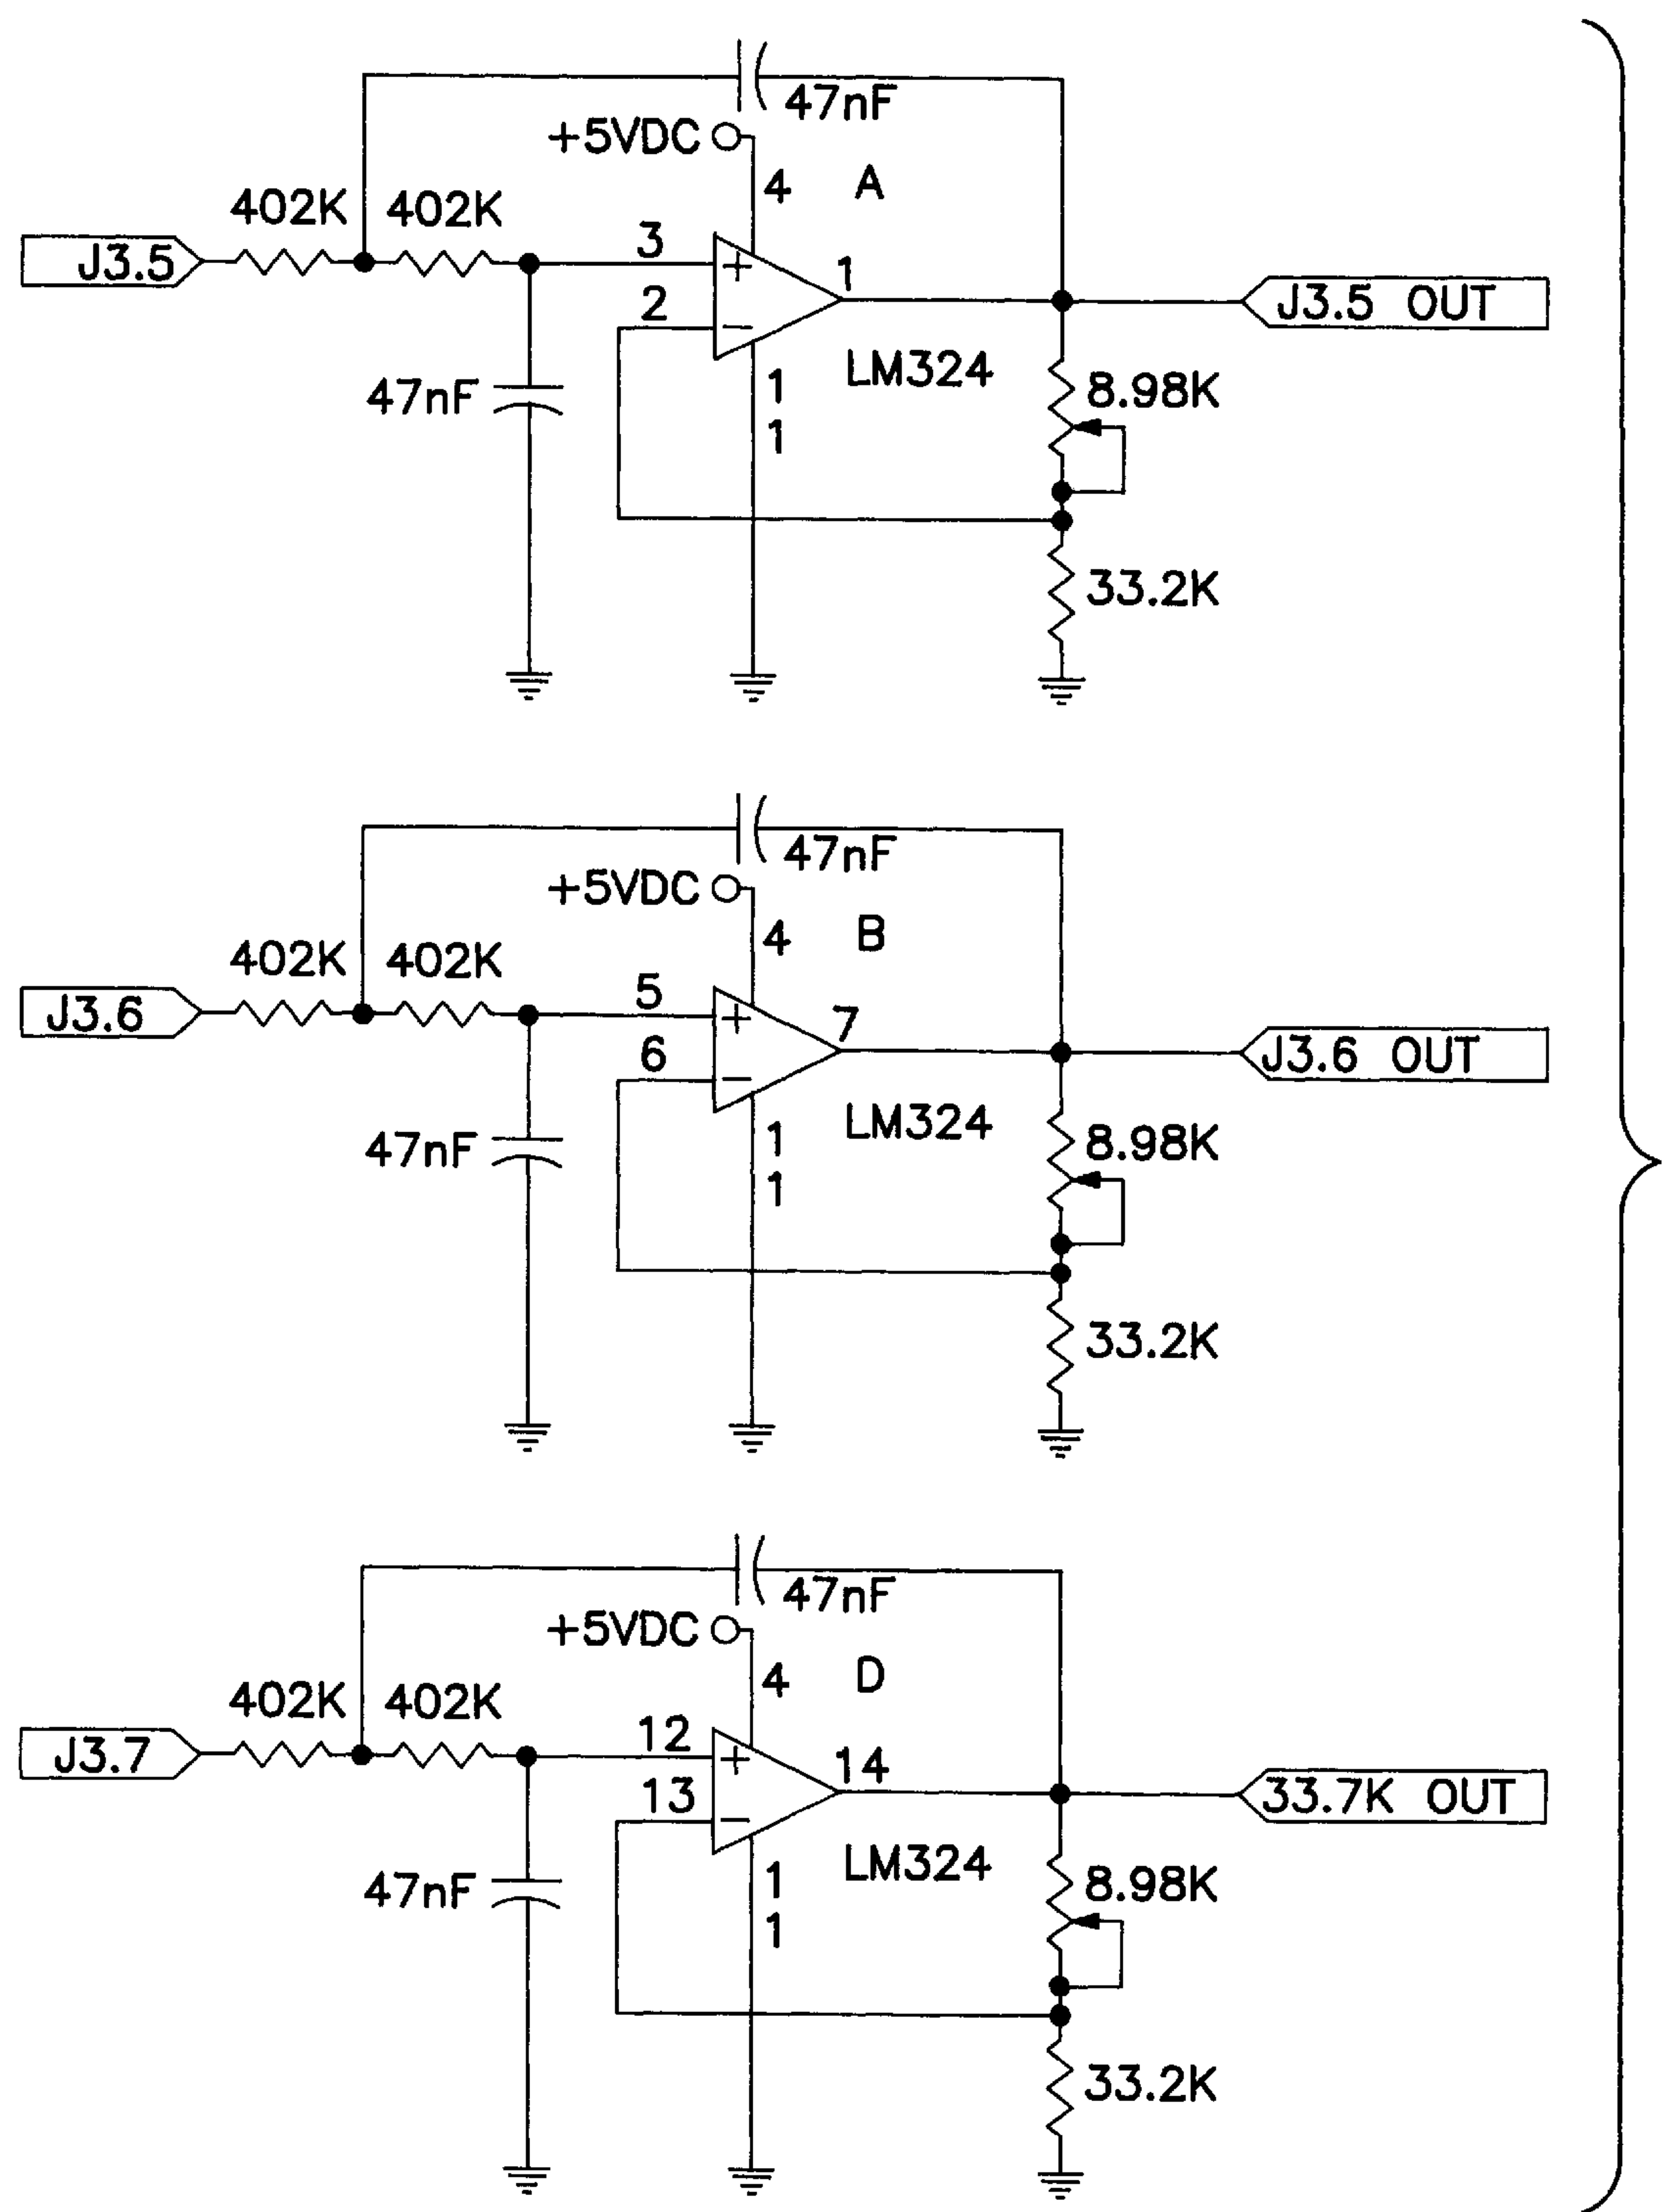 47nF
+5VDC
4 A
402K 402K
J3.5
3
2
1
J3.5 OUT
LM324
1
1
47nF
8.98K
33.2K
47nF
+5VDC
4 B
402K 402K
J3.6
5
6
7
J3.6 OUT
LM324
1
1
47nF
8.98K
33.2K
47nF
+5VDC
4 D
402K 402K
J3.7
12
13
14
33.7K OUT
LM324
1
1
47nF
8.98K
33.2K